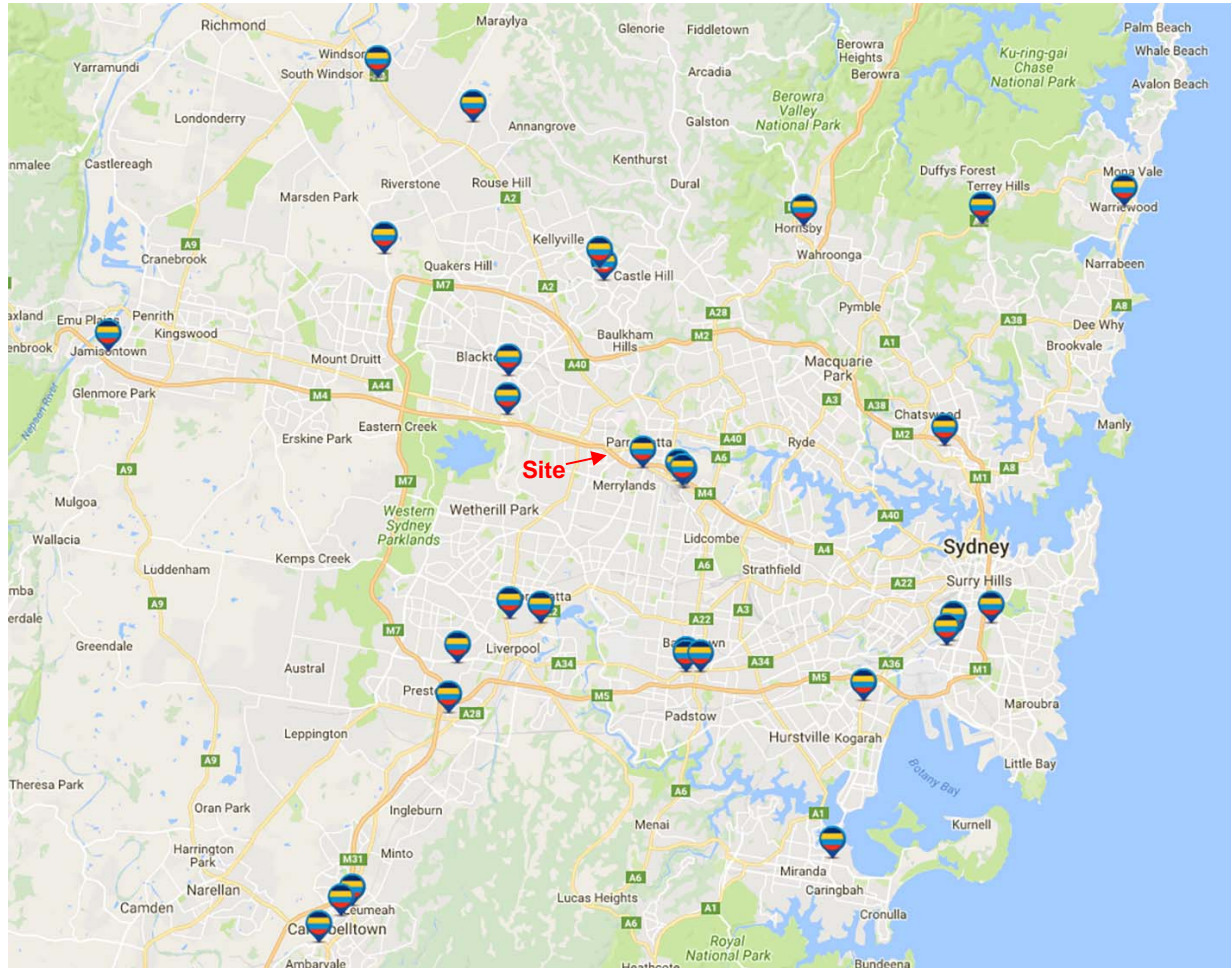 Richmond
Maraylya
Glenorie
Fiddletown
Palm Beach
Windsor
Berowra
Heights
Ku-ring-gai
Chase
National Park
Whale Beach
Yarramundi
South Windsor
Arcadia
Berowra
Avalon Beach
Londonderry
Annangrove
Galston
Berowra
Valley
National Park
Castlereagh
Kenthurst
Duffys Forest
Mona Vale
Marsden Park
Riverstone
Rouse Hill
Dural
Terrey Hills
A2
Warriewood
Kellyville
Hornsby
A9
Cranebrook
Quakers Hill
Castle Hill
Wahroonga
Narrabeen
M7
A2
Penrith
Emu Plains
Kingswood
A28
Pymble
A8
A38
Dee Why
Jamisontown
Mount Druitt
Baulkham
Hills
M2
A1
Brookvale
A40
Macquarie
Park
Glenmore Park
A44
M4
A3
A38
Chatswood
Manly
Erskine Park
Eastern Creek
A40
Ryde
M2
Site
A6
A8
A9
Merrylands
M4
M1
M7
Mulgoa
Western
Sydney
Parklands
Wetherill Park
A40
Wallacia
Lidcombe
Sydney
Kemps Creek
A4
Luddenham
A6
Strathfield
A22
Surry Hills
A9
A3
A22
M7
Greendale
Liverpool
A34
A34
A36
M1
Austral
M5
M5
Maroubra
A28
Padstow
Leppington
Hurstville
Kogarah
A9
Little Bay
Theresa Park
Botany Bay
Nepean River
Oran Park
Ingleburn
A6
A1
Menai
Kurnell
Harrington
Park
M31
Minto
Miranda
Narellan
A6
Caringbah
Camden
Leumeah
Lucas Heights
A1
Cronulla
Campbelltown
A6
Royal
National Park
Ambarvale
Heathcote
Bundeena